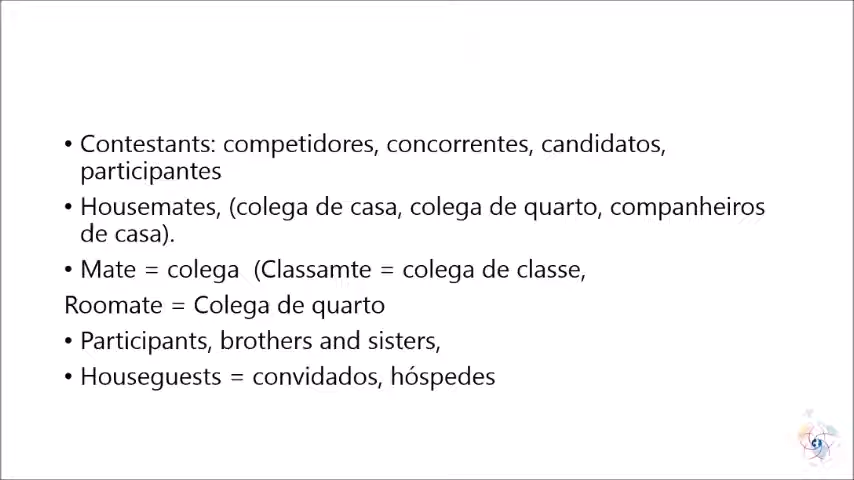 • Contestants: competidores, concorrentes, candidatos,
participantes
• Housemates, (colega de casa, colega de quarto, companheiros
de casa).
• Mate = colega  (Classamte = colega de classe,
Roomate = Colega de quarto
• Participants, brothers and sisters,
• Houseguests = convidados, hóspedes